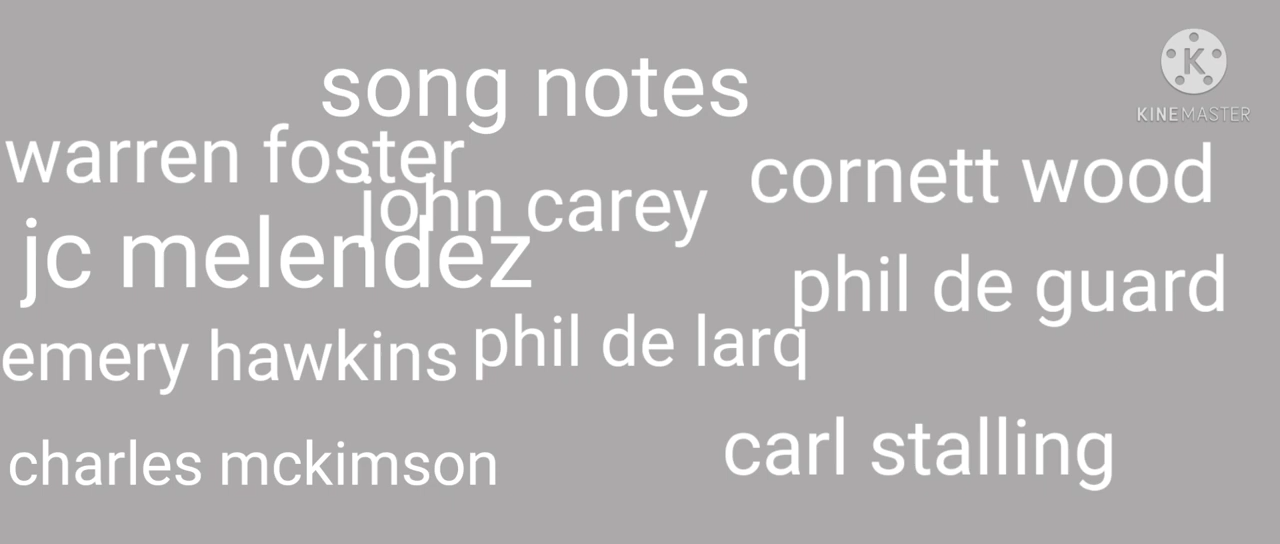 song notes
warren foster
john carey
cornett wood
jc melendez
phil de guard
emery hawkins
phil de larq
charles mckimson
carl stalling
K
KINEMASTER